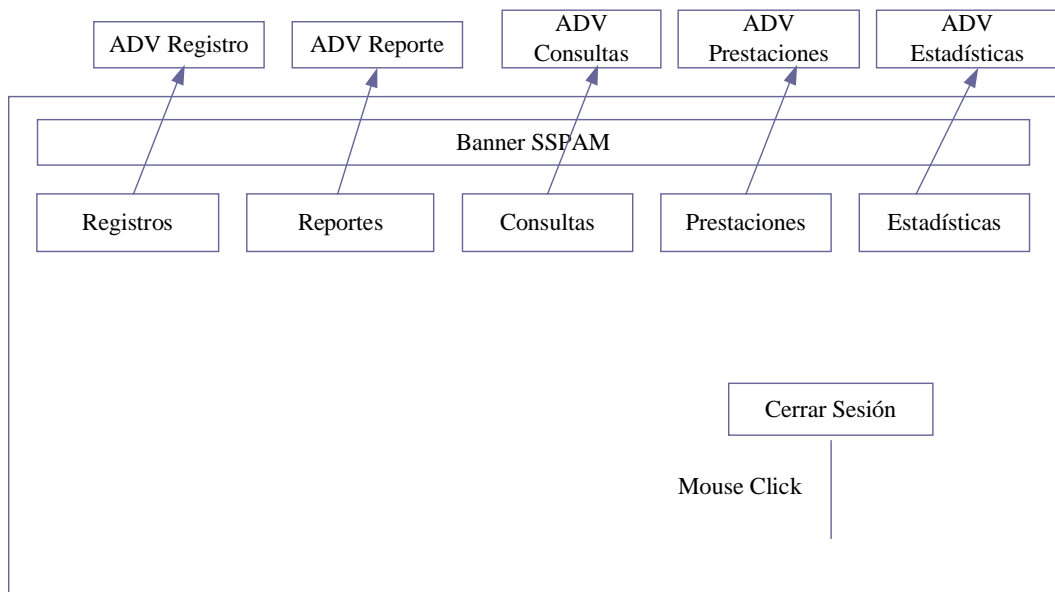 ADV Registro
ADV Reporte
ADV
Consultas
ADV
Prestaciones
ADV
Estadísticas
Banner SSPAM
Registros
Reportes
Consultas
Prestaciones
Estadísticas
Cerrar Sesión
Mouse Click